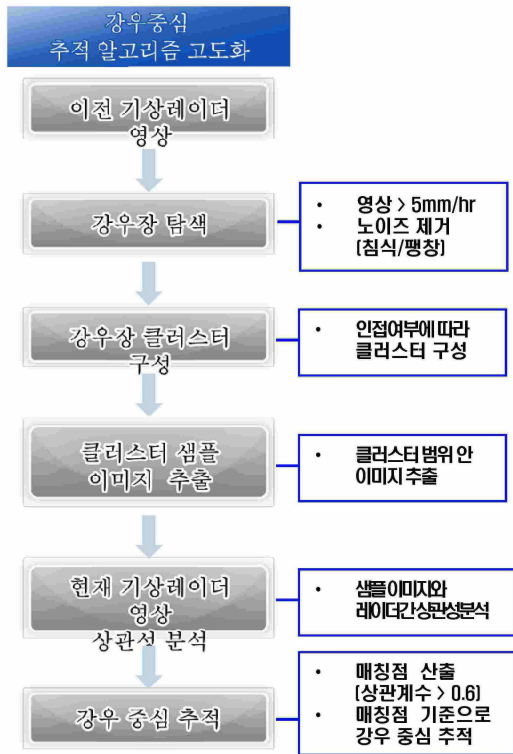 강우중심
추적 알고리즘 고도화
이전 기상레이더
영상
강우장 탐색
• 영상 > 5mm/hr
• 노이즈 제거
(침식/팽창)
강우장 클러스터
구성
• 인접여부에 따라
클러스터 구성
클러스터 샘플
이미지 추출
• 클러스터 범위 안
이미지 추출
현재 기상레이더
영상
상관성 분석
• 샘플이미지와
레이더간상관성분석
강우 중심 추적
• 매칭점 산출
(상관계수 > 0.6)
• 매칭점 기준으로
강우 중심 추적